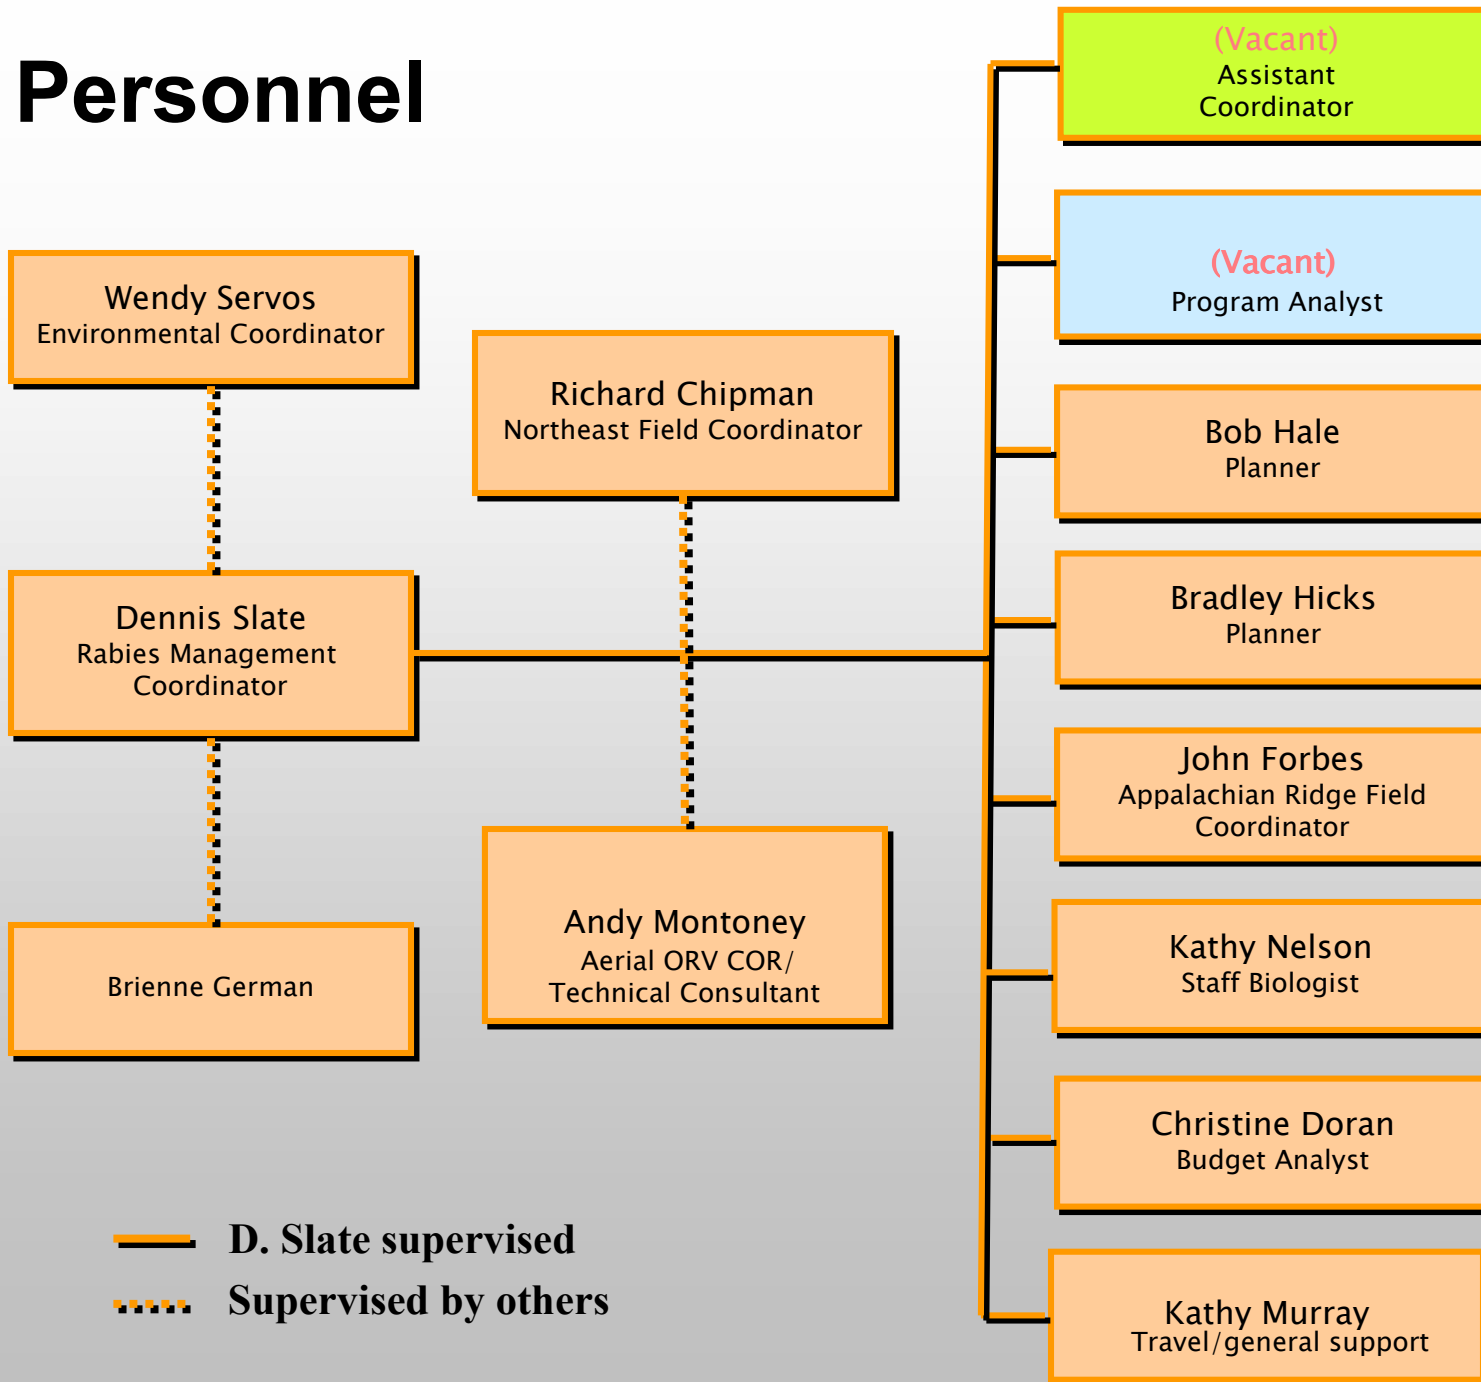 Personnel
(Vacant)
Assistant
Coordinator
(Vacant)
Program Analyst
Wendy Servos
Environmental Coordinator
Richard Chipman
Northeast Field Coordinator
Bob Hale
Planner
Dennis Slate
Rabies Management
Coordinator
Bradley Hicks
Planner
John Forbes
Appalachian Ridge Field
Coordinator
Andy Montoney
Aerial ORV COR/
Technical Consultant
Brienne German
Kathy Nelson
Staff Biologist
Christine Doran
Budget Analyst
Kathy Murray
Travel/general support
D. Slate supervised
Supervised by others